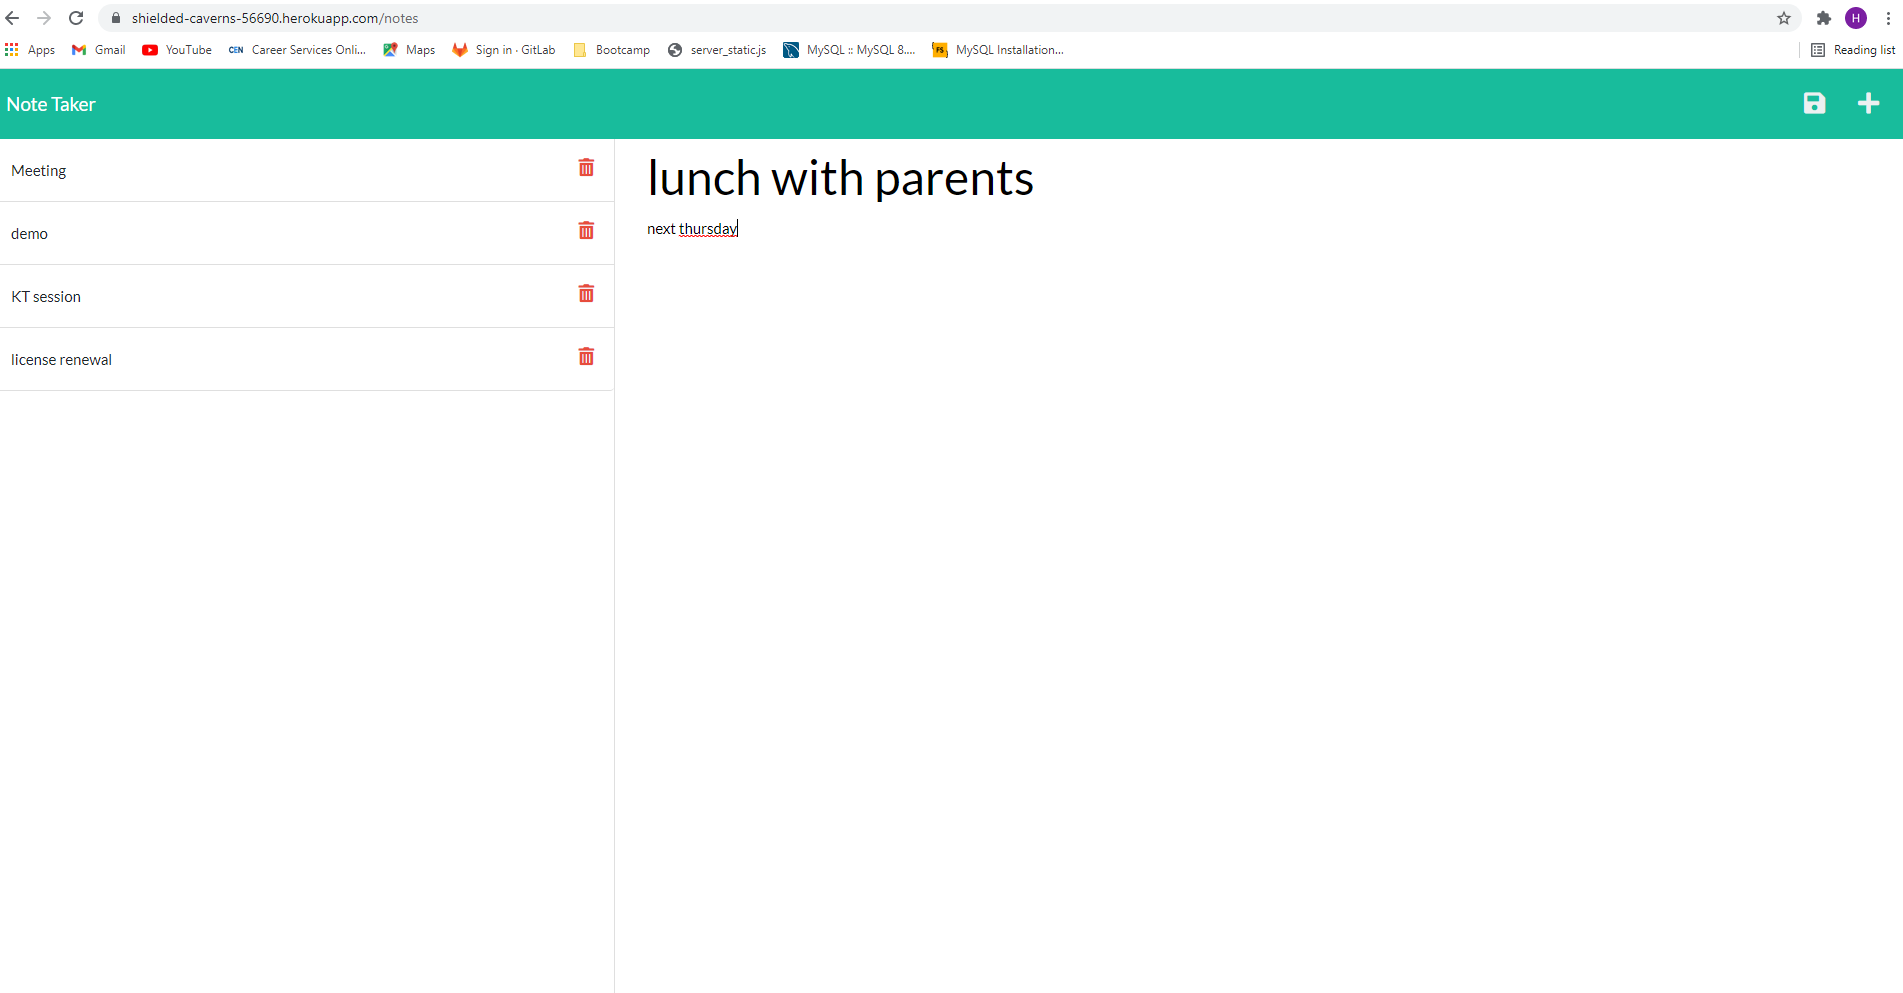 shielded-caverns-56690.herokuapp.com/notes
H
Apps Gmail YouTube CEN Career Services Onli... Maps Sign in · GitLab Bootcamp server_static.js MySQL :: MySQL 8.... FS MySQL Installation... Reading list
Note Taker
Meeting
demo
KT session
license renewal
lunch with parents
next thursday